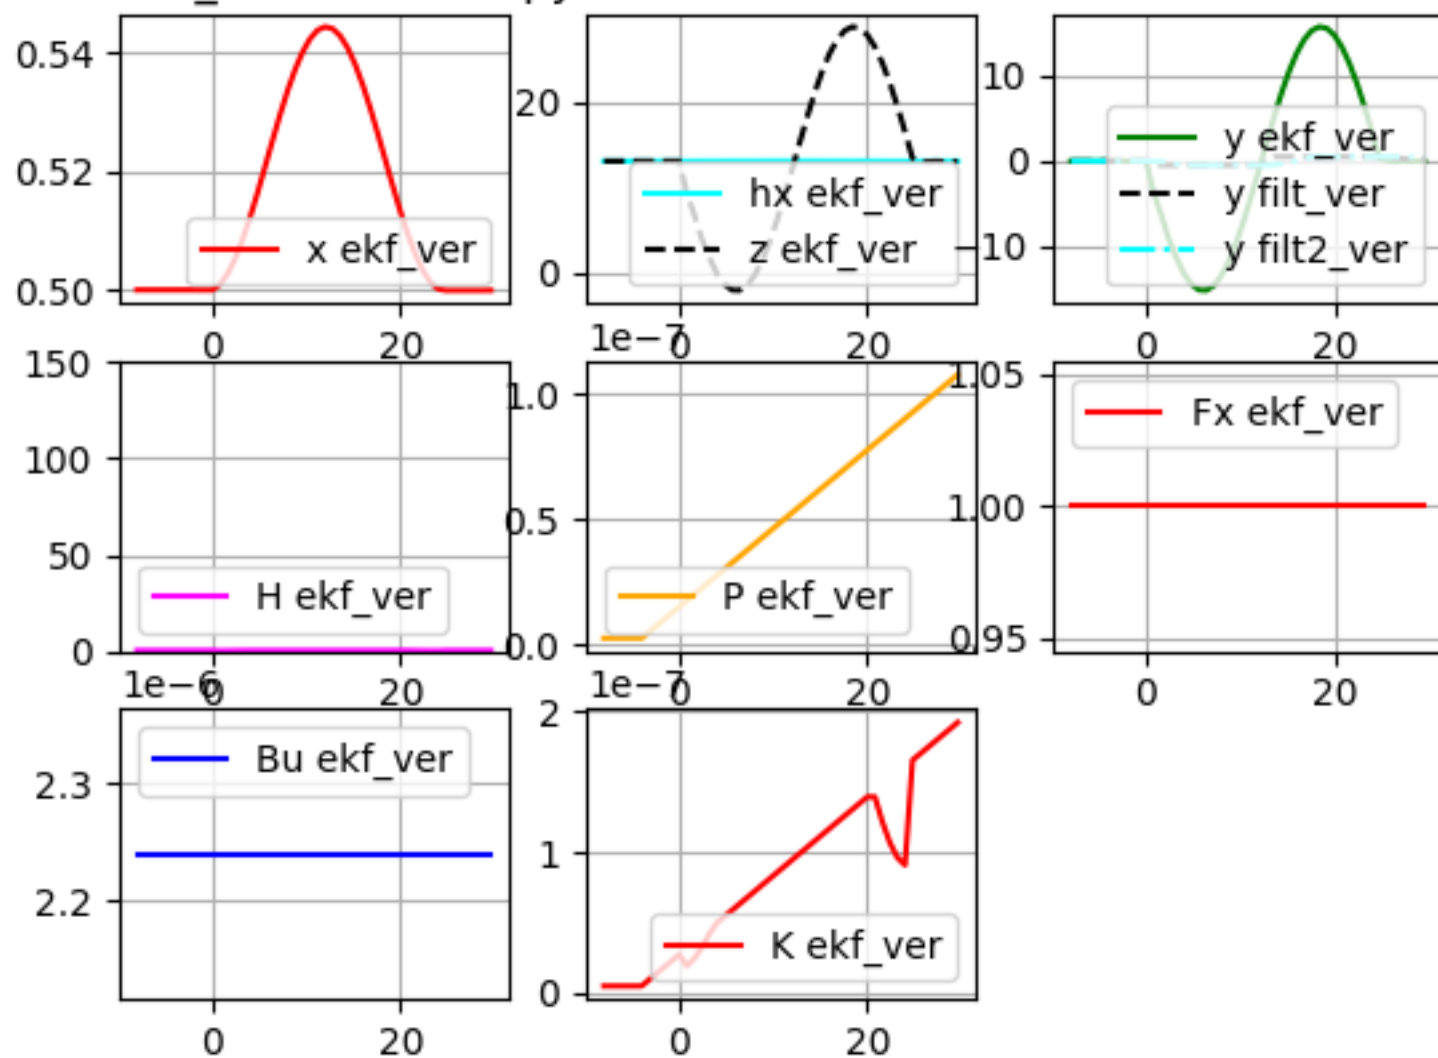 0.54
0.52
0.50
x ekf_ver
0 20
20
0
hx ekf_ver
z ekf_ver
0 20
10
0
−10
y ekf_ver
y filt_ver
y filt2_ver
0 20
150
100
50
0
H ekf_ver
0 20
1e−7
1.0
0.5
0.0
P ekf_ver
0 20
1.05
1.00
0.95
Fx ekf_ver
0 20
1e−6
2.3
2.2
Bu ekf_ver
0 20
1e−7
2
1
0
K ekf_ver
0 20